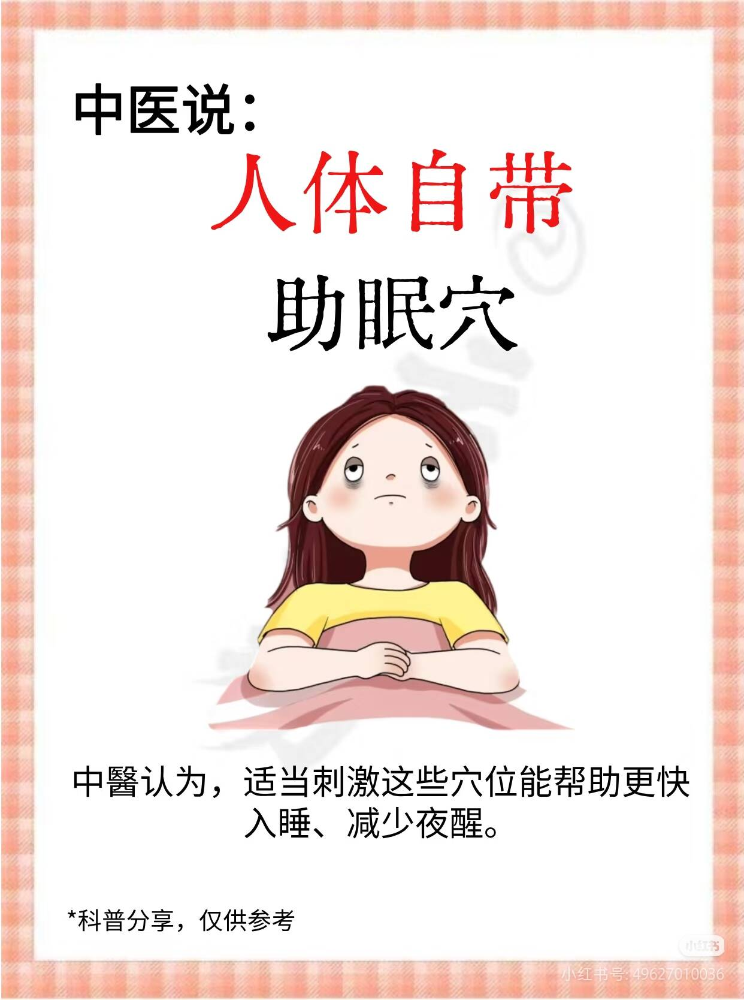 中医说：
人体自带
助眠穴
中醫认为，适当刺激这些穴位能帮助更快
入睡、减少夜醒。
*科普分享，仅供参考
小红书
小红书号: 49627010036